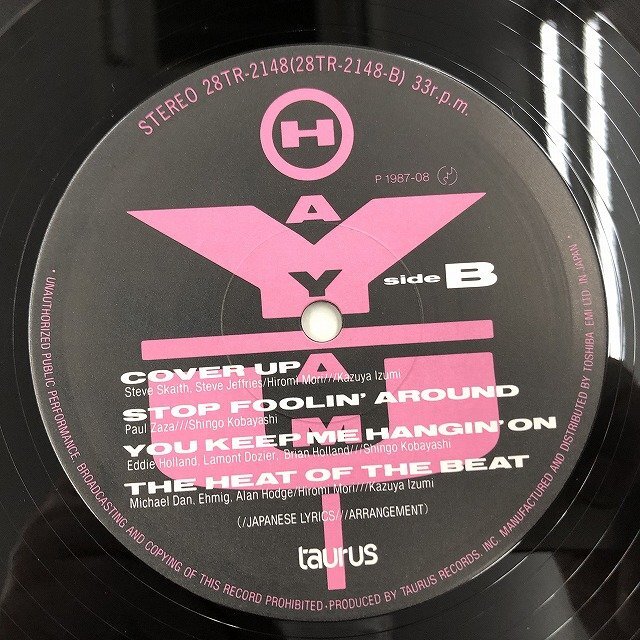 STEREO 28TR-2148(28TR-2148-B) 33r.p.m.
H
A
Y
A
M
I
P 1987-08
YU
side B
COVER UP
Steve Skaith, Steve Jeffries/Hiromi Mori///Kazuya Izumi
STOP FOOLIN' AROUND
Paul Zaza///Shingo Kobayashi
YOU KEEP ME HANGIN' ON
Eddie Holland, Lamont Dozier, Brian Holland///Shingo Kobayashi
THE HEAT OF THE BEAT
Michael Dan, Ehmig, Alan Hodge/Hiromi Mori///Kazuya Izumi
(/JAPANESE LYRICS///ARRANGEMENT)
taurus
* UNAUTHORIZED PUBLIC PERFORMANCE, BROADCASTING AND COPYING OF THIS RECORD PROHIBITED · PRODUCED BY TAURUS RECORDS, INC. MANUFACTURED AND DISTRIBUTED BY TOSHIBA EMI LTD. IN JAPAN *